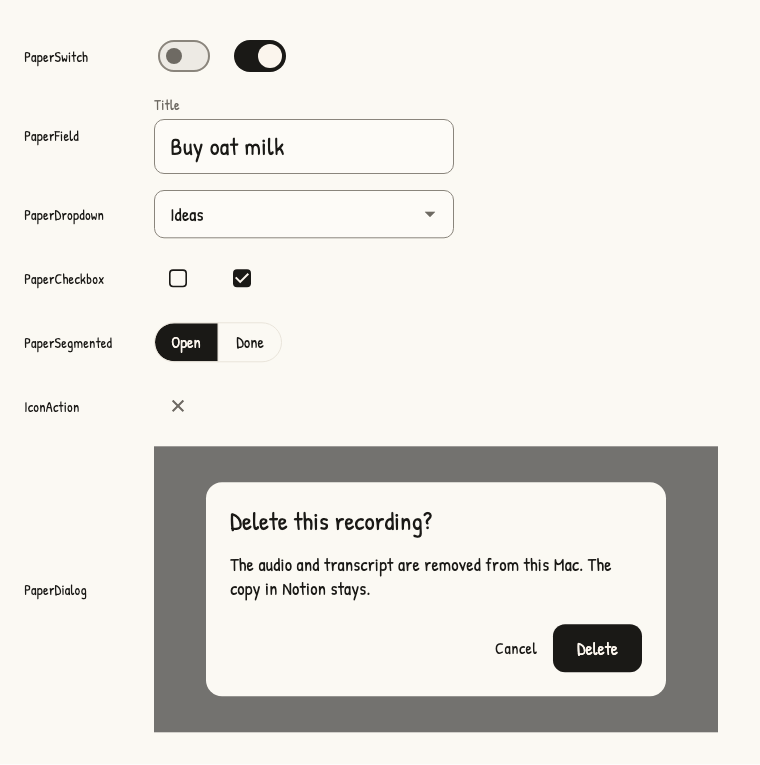 PaperSwitch
Title
PaperField
Buy oat milk
PaperDropdown
Ideas
PaperCheckbox
PaperSegmented
Open
Done
IconAction
PaperDialog
Delete this recording?
The audio and transcript are removed from this Mac. The
copy in Notion stays.
Cancel
Delete